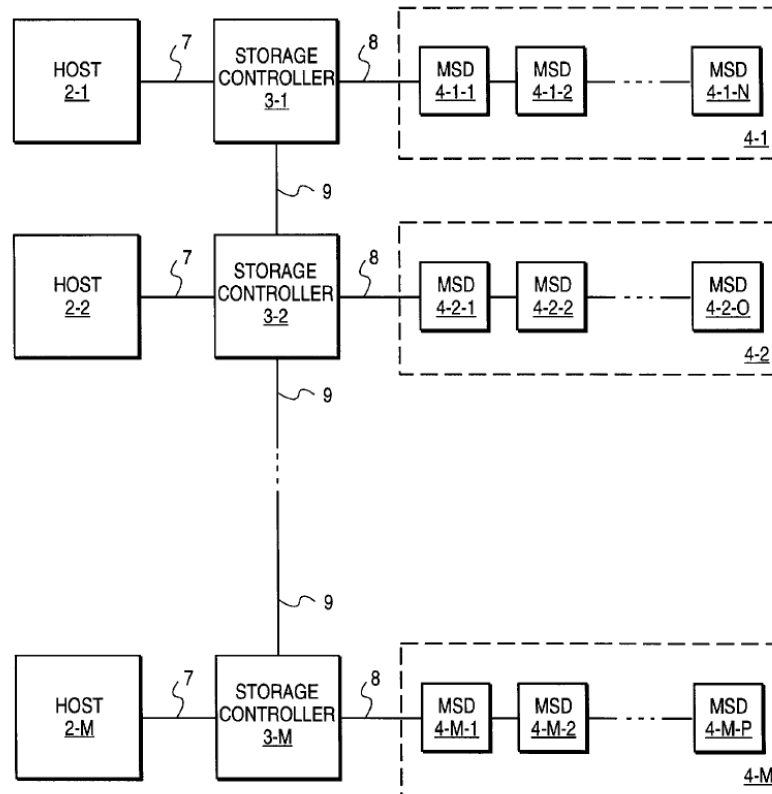 7
8
HOST
2-1
STORAGE
CONTROLLER
3-1
MSD
4-1-1
MSD
4-1-2
MSD
4-1-N
4-1
9
7
8
HOST
2-2
STORAGE
CONTROLLER
3-2
MSD
4-2-1
MSD
4-2-2
MSD
4-2-O
4-2
9
9
7
8
HOST
2-M
STORAGE
CONTROLLER
3-M
MSD
4-M-1
MSD
4-M-2
MSD
4-M-P
4-M